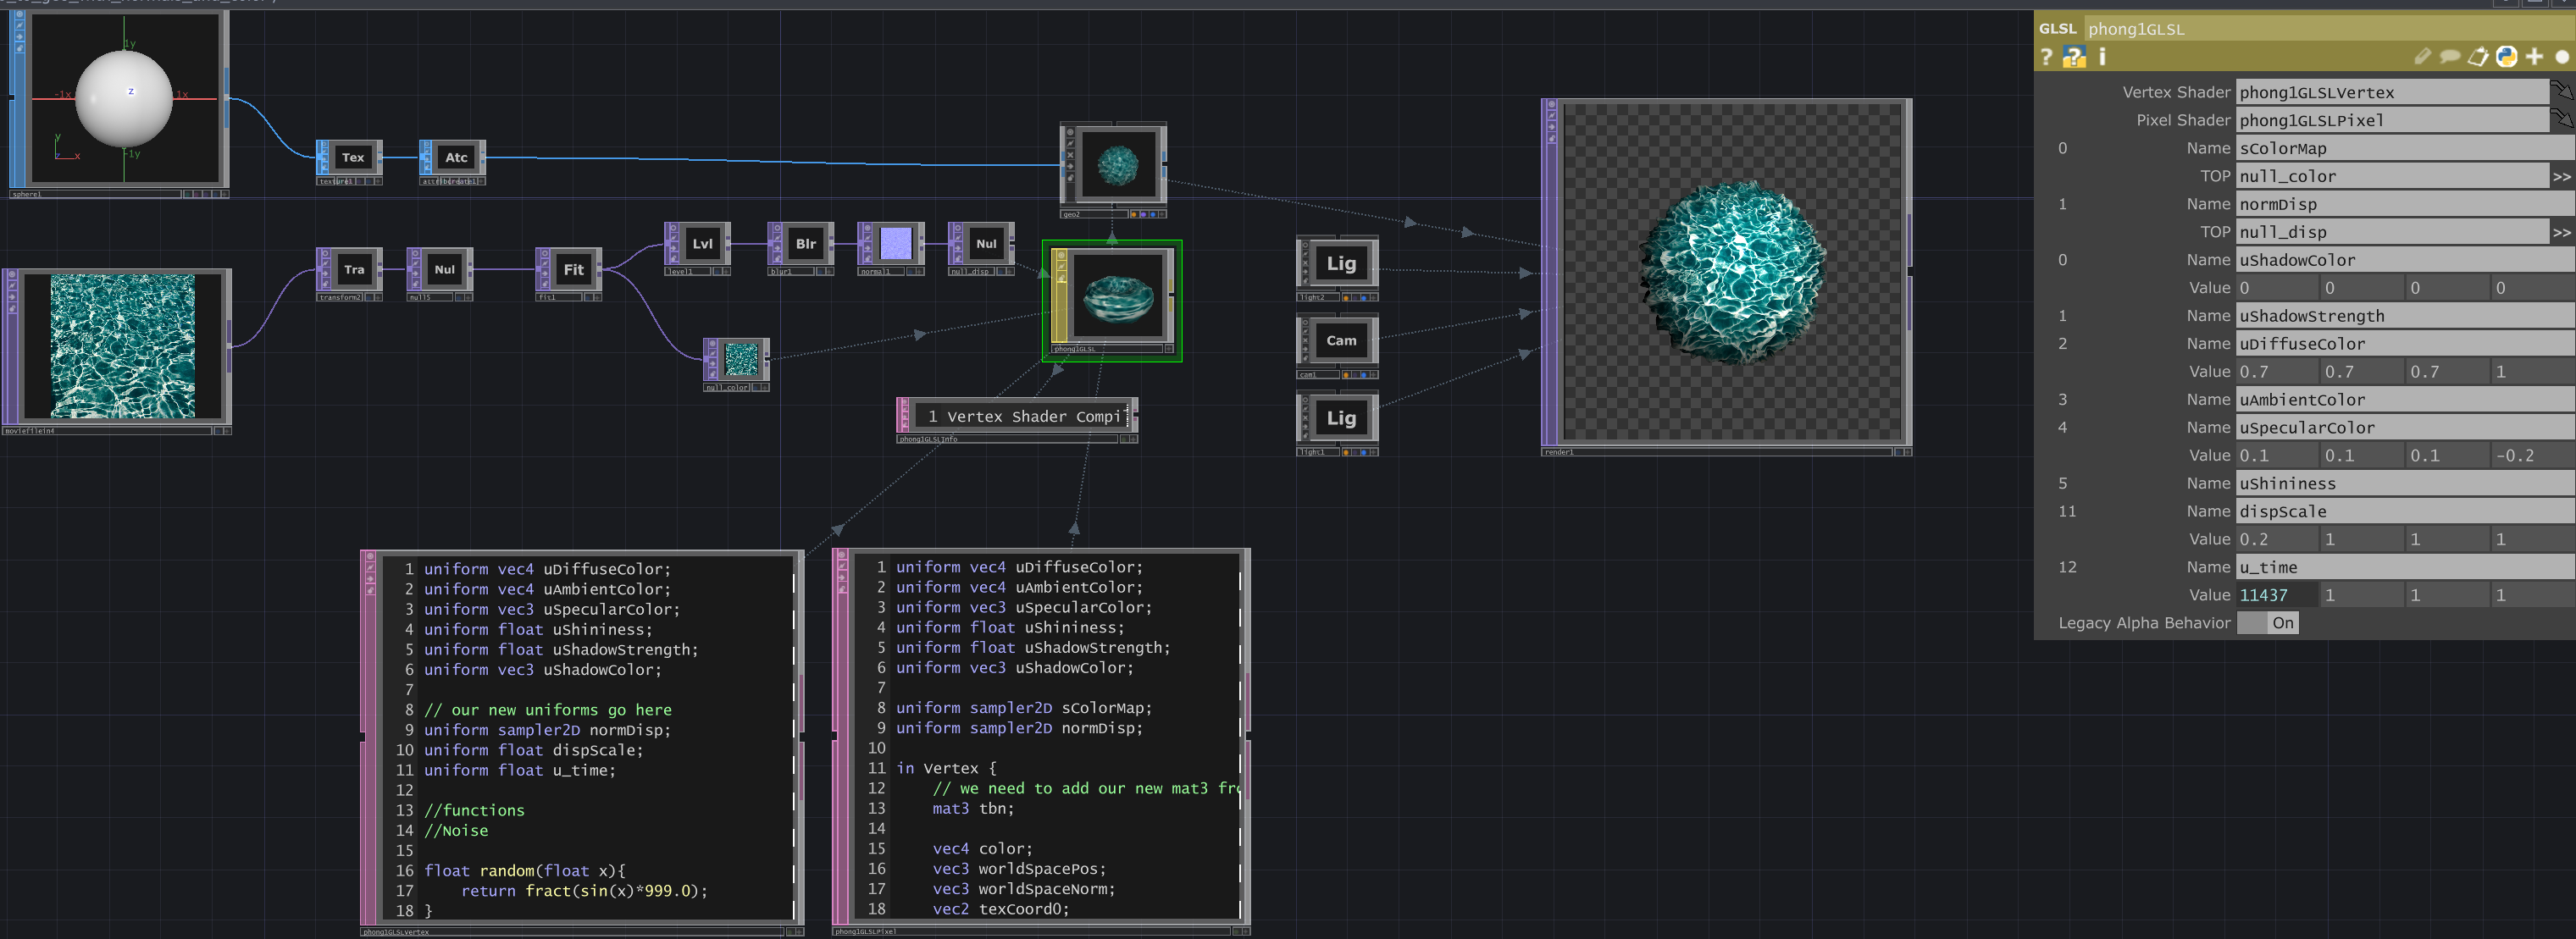 1y
-1x
z
1x
y
x
-1y
sphere1
Tex
texture1
Atc
attribcreate1
geo2
Lvl
level1
Blr
blur1
normal1
Nul
null_disp
Tra
transform2
Nul
null5
Fit
fit1
moviefilein4
null_color
phong1GLSL
1 Vertex Shader Compi
phong1GLSLInfo
Lig
light2
Cam
cam1
Lig
light1
render1
1 uniform vec4 uDiffuseColor;
2 uniform vec4 uAmbientColor;
3 uniform vec3 uSpecularColor;
4 uniform float uShininess;
5 uniform float uShadowStrength;
6 uniform vec3 uShadowColor;
7
8 // our new uniforms go here
9 uniform sampler2D normDisp;
10 uniform float dispScale;
11 uniform float u_time;
12
13 //functions
14 //Noise
15
16 float random(float x){
17 return fract(sin(x)*999.0);
18 }
phong1GLSLVertex
1 uniform vec4 uDiffuseColor;
2 uniform vec4 uAmbientColor;
3 uniform vec3 uSpecularColor;
4 uniform float uShininess;
5 uniform float uShadowStrength;
6 uniform vec3 uShadowColor;
7
8 uniform sampler2D sColorMap;
9 uniform sampler2D normDisp;
10
11 in Vertex {
12 // we need to add our new mat3 fr
13 mat3 tbn;
14
15 vec4 color;
16 vec3 worldSpacePos;
17 vec3 worldSpaceNorm;
18 vec2 texCoord0;
phong1GLSLPixel
GLSL phong1GLSL
? ? i
Vertex Shader phong1GLSLVertex
Pixel Shader phong1GLSLPixel
0 Name sColorMap
TOP null_color >>
1 Name normDisp
TOP null_disp >>
0 Name uShadowColor
Value 0 0 0 0
1 Name uShadowStrength
2 Name uDiffuseColor
Value 0.7 0.7 0.7 1
3 Name uAmbientColor
4 Name uSpecularColor
Value 0.1 0.1 0.1 -0.2
5 Name uShininess
11 Name dispScale
Value 0.2 1 1 1
12 Name u_time
Value 11437 1 1 1
Legacy Alpha Behavior On